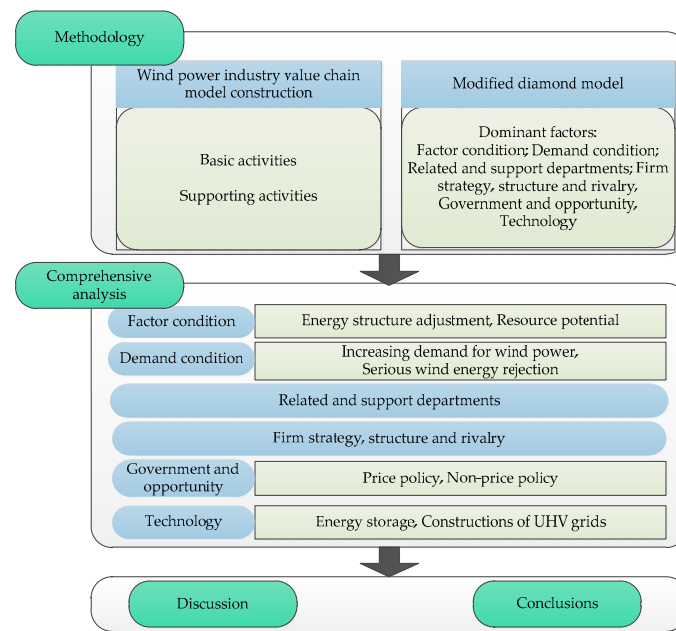 Methodology
Wind power industry value chain
model construction
Basic activities
Supporting activities
Modified diamond model
Dominant factors:
Factor condition; Demand condition;
Related and support departments; Firm
strategy, structure and rivalry,
Government and opportunity,
Technology
Comprehensive
analysis
Factor condition
Energy structure adjustment, Resource potential
Demand condition
Increasing demand for wind power,
Serious wind energy rejection
Related and support departments
Firm strategy, structure and rivalry
Government and
opportunity
Price policy, Non-price policy
Technology
Energy storage, Constructions of UHV grids
Discussion
Conclusions